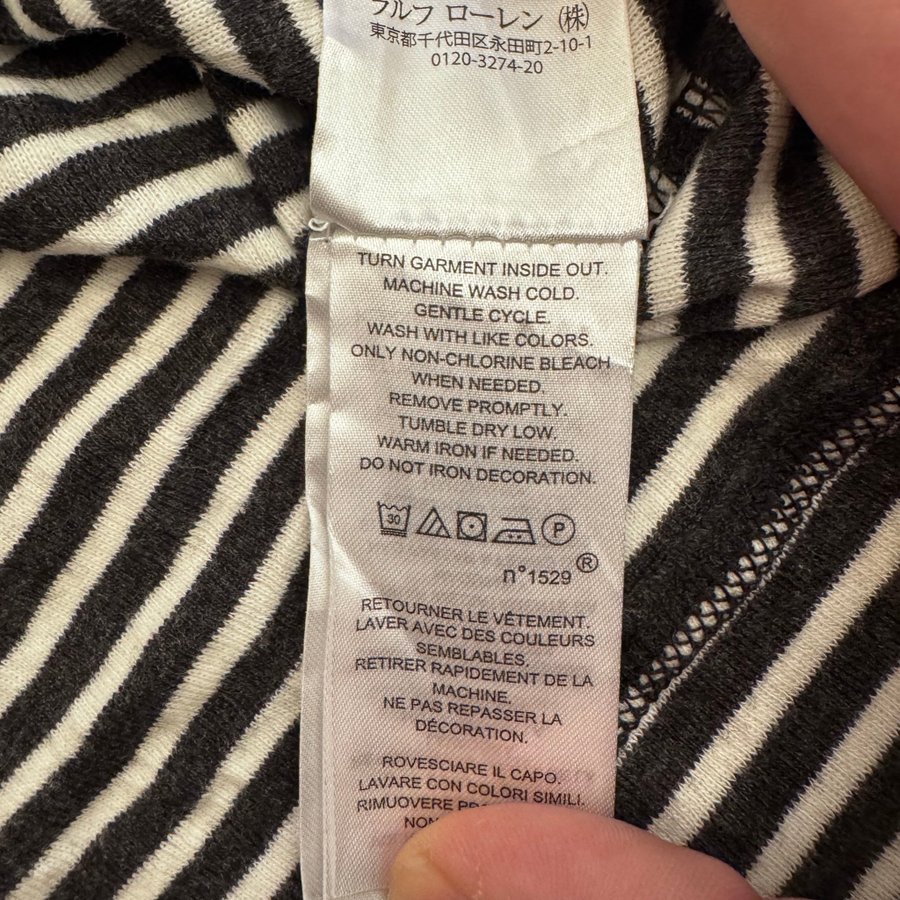 ラルフ ローレン (株)
東京都千代田区永田町2-10-1
0120-3274-20
TURN GARMENT INSIDE OUT.
MACHINE WASH COLD.
GENTLE CYCLE.
WASH WITH LIKE COLORS.
ONLY NON-CHLORINE BLEACH
WHEN NEEDED.
REMOVE PROMPTLY.
TUMBLE DRY LOW.
WARM IRON IF NEEDED.
DO NOT IRON DECORATION.
30 P
n°1529 ®
RETOURNER LE VÊTEMENT.
LAVER AVEC DES COULEURS
SEMBLABLES.
RETIRER RAPIDEMENT DE LA
MACHINE.
NE PAS REPASSER LA
DÉCORATION.
ROVESCIARE IL CAPO.
LAVARE CON COLORI SIMILI.
RIMUOVERE
NON